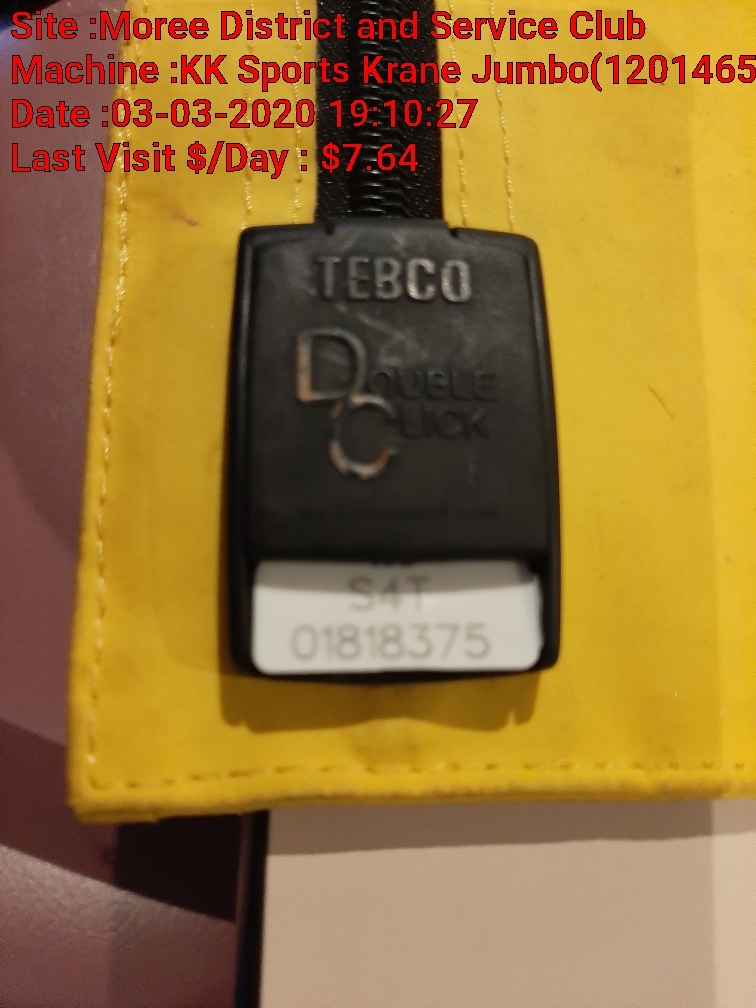 Site :Moree District and Service Club
Machine :KK Sports Krane Jumbo(1201465
Date :03-03-2020 19:10:27
Last Visit $/Day : $7.64
TEBCO
DOUBLE
CLICK
S4T
01818375